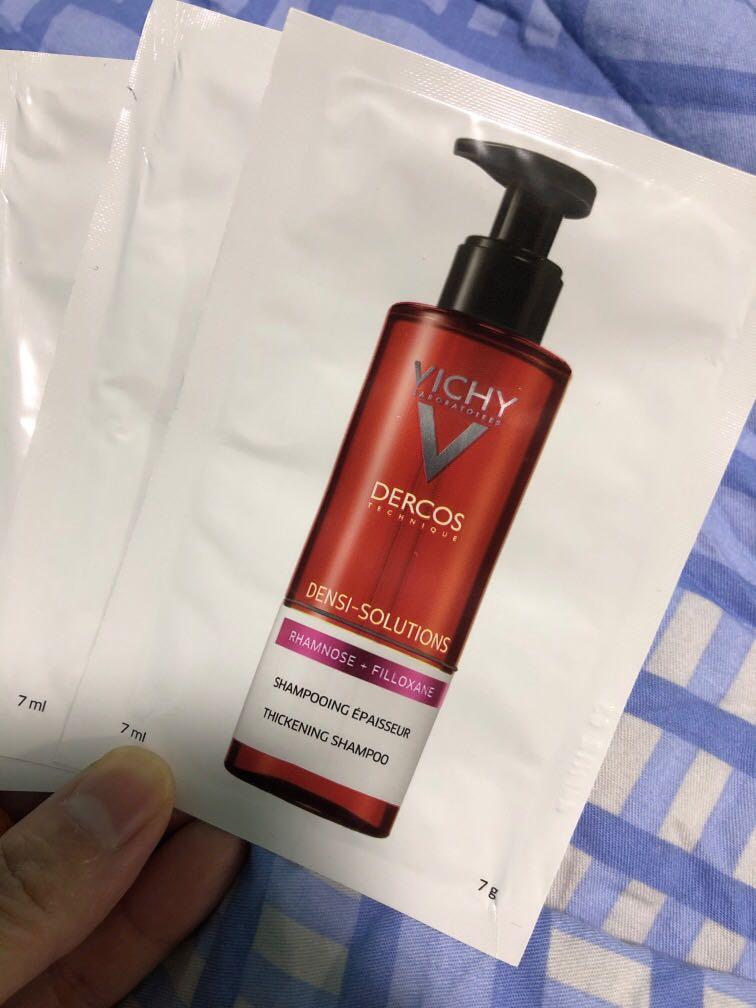 VICHY
LABORATOIRES
DERCOS
TECHNIQUE
DENSI-SOLUTIONS
RHAMNOSE + FILLOXANE
SHAMPOOING ÉPAISSEUR
THICKENING SHAMPOO
7 g
7 ml
7 ml